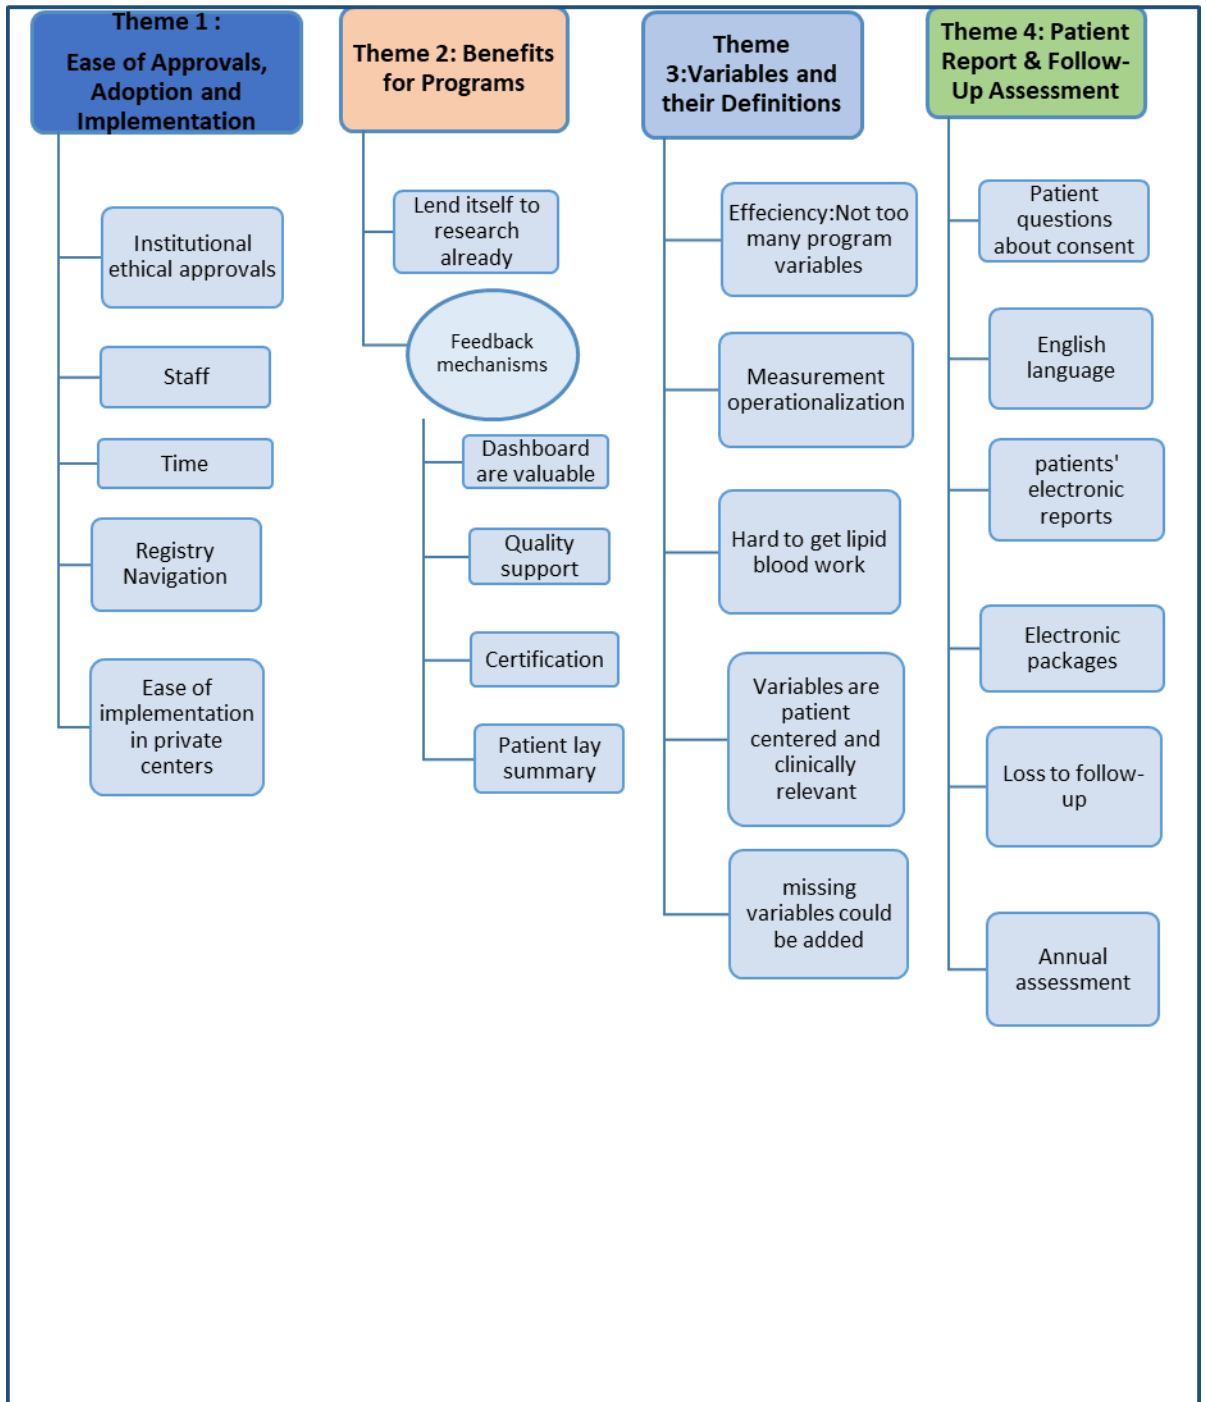 Theme 1 :
Ease of Approvals,
Adoption and
Implementation
Institutional
ethical approvals
Staff
Time
Registry
Navigation
Ease of
implementation
in private
centers
Theme 2: Benefits
for Programs
Lend itself to
research
already
Feedback
mechanisms
Dashboard
are valuable
Quality
support
Certification
Patient lay
summary
Theme
3:Variables and
their Definitions
Effeciency:Not too
many program
variables
Measurement
operationalization
Hard to get lipid
blood work
Variables are
patient
centered and
clinically
relevant
missing
variables could
be added
Theme 4: Patient
Report & Follow-
Up Assessment
Patient
questions
about consent
English
language
patients'
electronic
reports
Electronic
packages
Loss to follow-
up
Annual
assessment